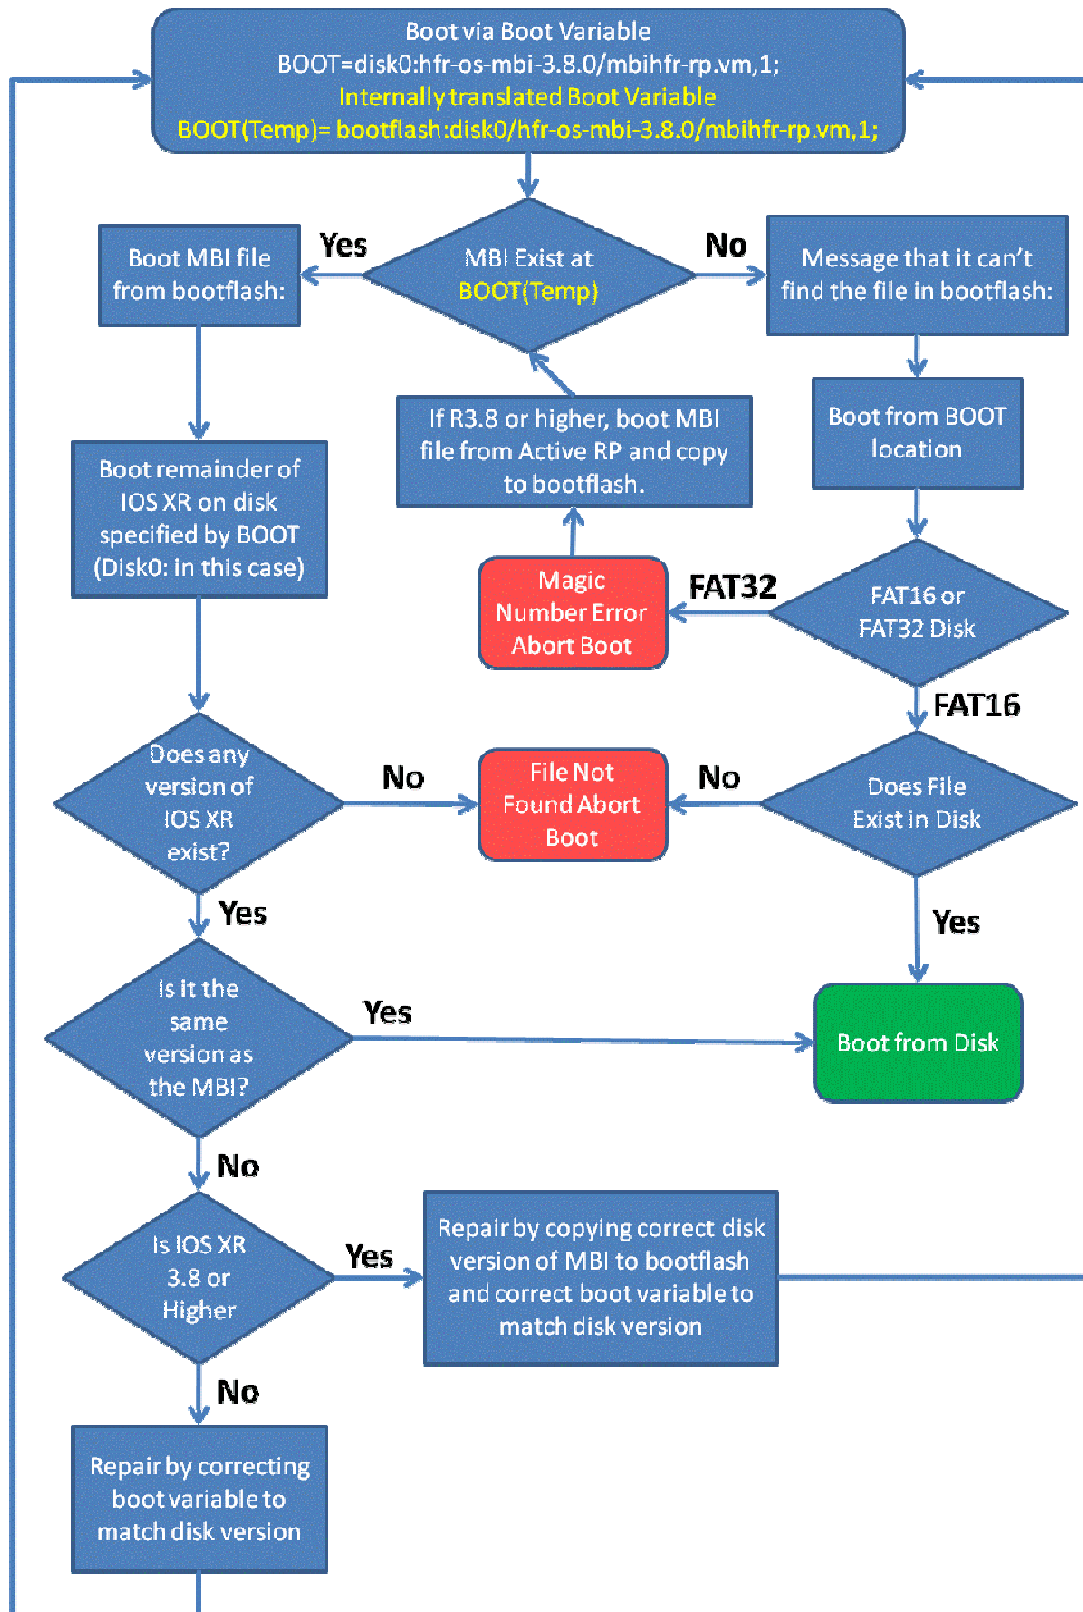 Boot via Boot Variable
BOOT=disk0:hfr-os-mbi-3.8.0/mbihfr-rp.vm,1;
Internally translated Boot Variable
BOOT(Temp)= bootflash:disk0/hfr-os-mbi-3.8.0/mbihfr-rp.vm,1;
MBI Exist at
BOOT(Temp)
Yes
No
Boot MBI file
from bootflash:
Message that it can't
find the file in bootflash:
If R3.8 or higher, boot MBI
file from Active RP and copy
to bootflash.
Boot from BOOT
location
Boot remainder of
IOS XR on disk
specified by BOOT
(Disk0: in this case)
Magic
Number Error
Abort Boot
FAT32
FAT16 or
FAT32 Disk
FAT16
Does any
version of
IOS XR
exist?
No
File Not
Found Abort
Boot
No
Does File
Exist in Disk
Yes
Yes
Is it the
same
version as
the MBI?
Yes
Boot from Disk
No
Is IOS XR
3.8 or
Higher
Yes
Repair by copying correct disk
version of MBI to bootflash
and correct boot variable to
match disk version
No
Repair by correcting
boot variable to
match disk version